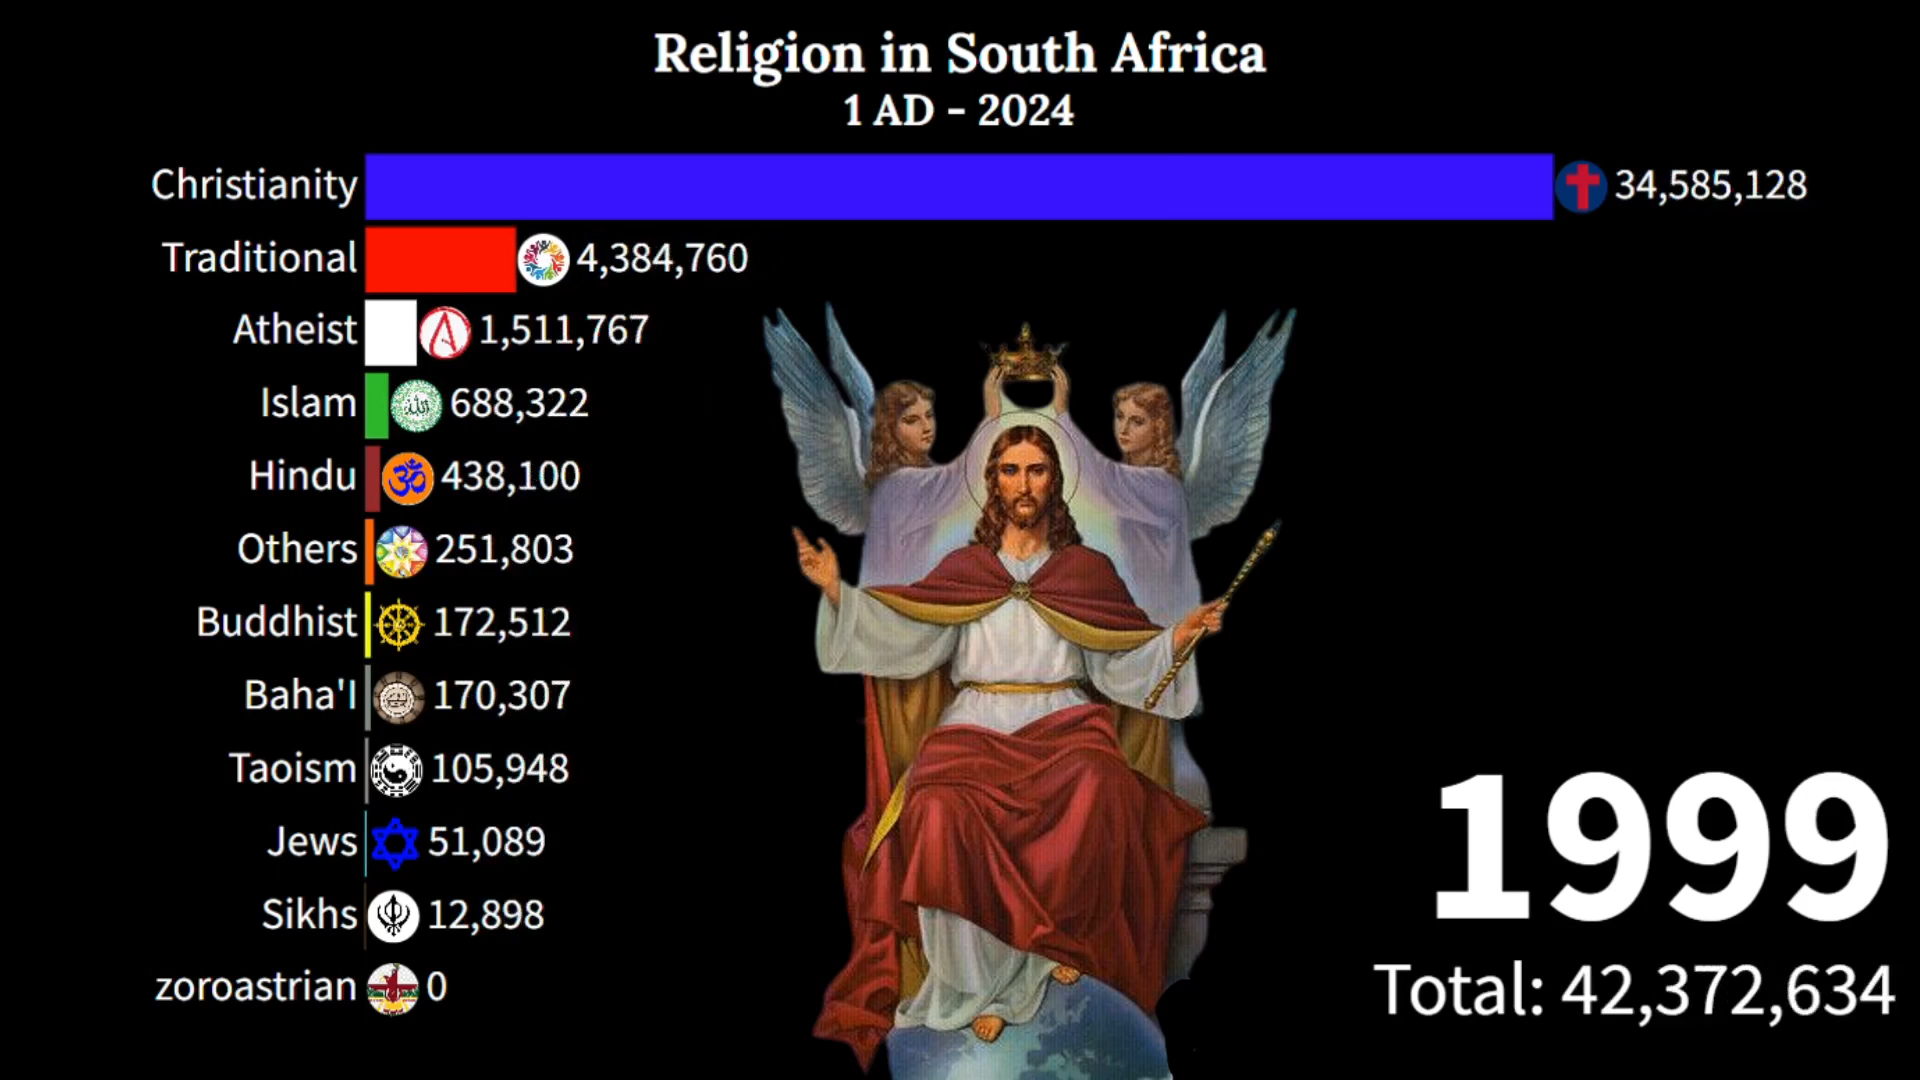 Religion in South Africa
1 AD - 2024
Christianity 34,585,128
Traditional 4,384,760
Atheist 1,511,767
Islam 688,322
Hindu 438,100
Others 251,803
Buddhist 172,512
Baha'I 170,307
Taoism 105,948
Jews 51,089
Sikhs 12,898
zoroastrian 0
1999
Total: 42,372,634